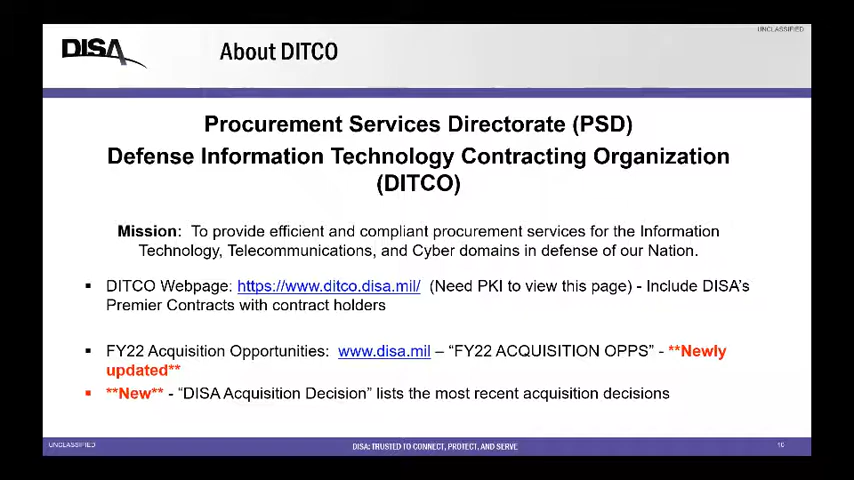 UNCLASSIFIED
DISA
About DITCO
Procurement Services Directorate (PSD)
Defense Information Technology Contracting Organization
(DITCO)
Mission: To provide efficient and compliant procurement services for the Information
Technology, Telecommunications, and Cyber domains in defense of our Nation.
▪ DITCO Webpage: https://www.ditco.disa.mil/ (Need PKI to view this page) - Include DISA's
Premier Contracts with contract holders
▪ FY22 Acquisition Opportunities: www.disa.mil – “FY22 ACQUISITION OPPS” - **Newly
updated**
▪ **New** - “DISA Acquisition Decision” lists the most recent acquisition decisions
UNCLASSIFIED
DISA: TRUSTED TO CONNECT, PROTECT, AND SERVE
16